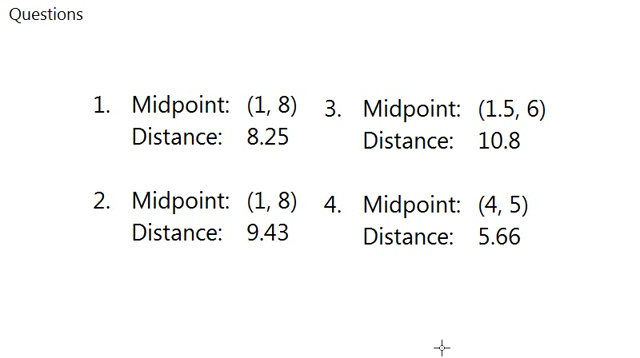 Questions
1. Midpoint: (1, 8)
Distance: 8.25
2. Midpoint: (1, 8)
Distance: 9.43
3. Midpoint: (1.5, 6)
Distance: 10.8
4. Midpoint: (4, 5)
Distance: 5.66